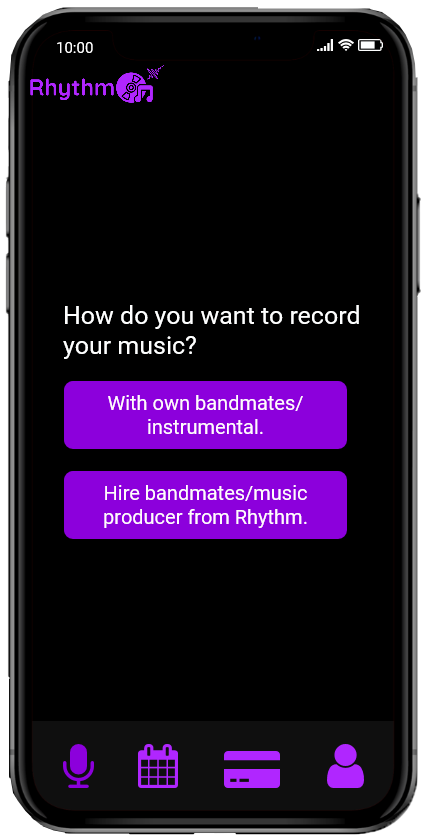 10:00
Rhythm
How do you want to record
your music?
With own bandmates/
instrumental.
Hire bandmates/music
producer from Rhythm.